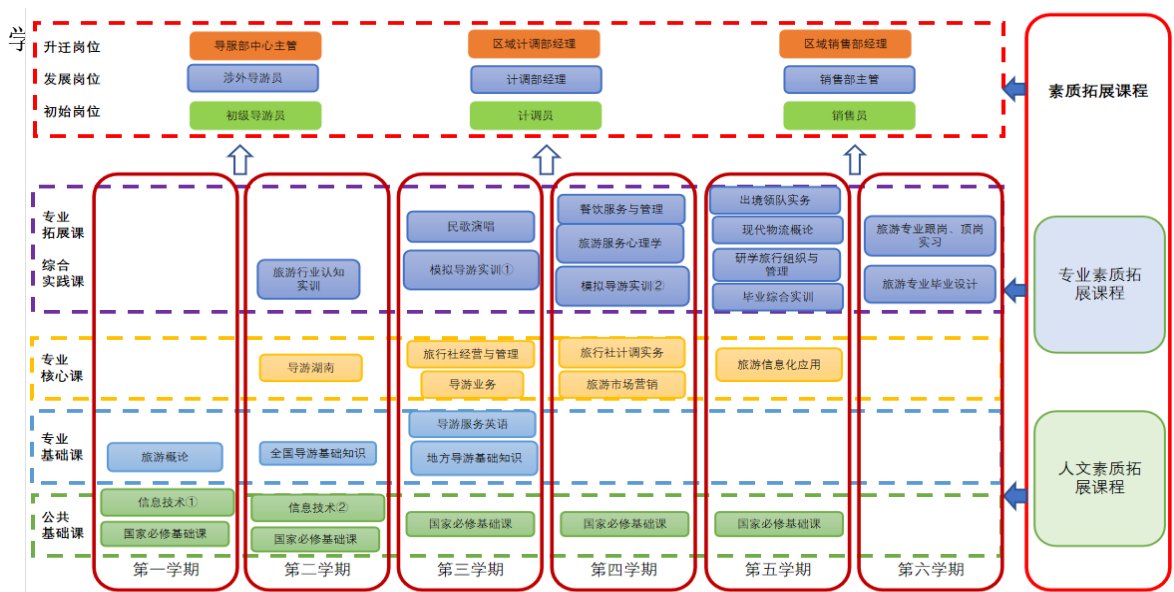 学
升迁岗位
导服部中心主管
区域计调部经理
区域销售部经理
发展岗位
涉外导游员
计调部经理
销售部主管
初始岗位
初级导游员
计调员
销售员
素质拓展课程
专业
拓展课
综合
实践课
旅游行业认知
实训
民歌演唱
模拟导游实训①
餐饮服务与管理
旅游服务心理学
模拟导游实训②
出境领队实务
现代物流概论
研学旅行组织与
管理
毕业综合实训
旅游专业跟岗、顶岗
实习
旅游专业毕业设计
专业素质拓
展课程
专业
核心课
导游湖南
旅行社经营与管理
导游业务
旅行社计调实务
旅游市场营销
旅游信息化应用
专业
基础课
旅游概论
全国导游基础知识
导游服务英语
地方导游基础知识
人文素质拓
展课程
公共
基础课
信息技术①
国家必修基础课
信息技术②
国家必修基础课
国家必修基础课
国家必修基础课
国家必修基础课
第一学期
第二学期
第三学期
第四学期
第五学期
第六学期